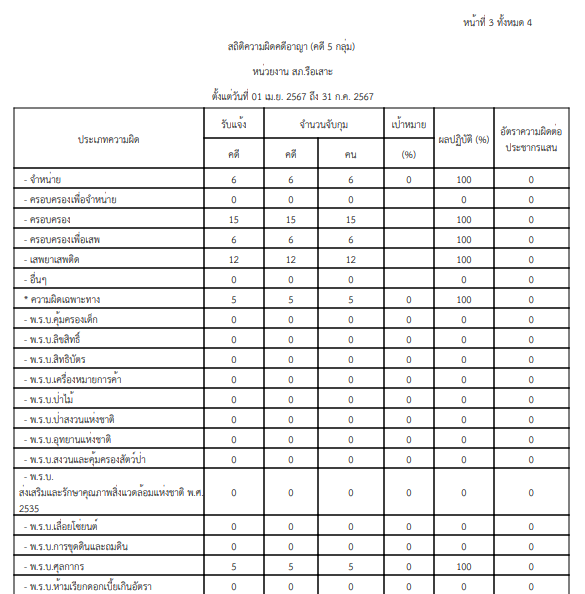 หน้าที่ 3 ทั้งหมด 4
สถิติความผิดคดีอาญา (คดี 5 กลุ่ม)
หน่วยงาน สภ.รือเสาะ
ตั้งแต่วันที่ 01 เม.ย. 2567 ถึง 31 ก.ค. 2567
ประเภทความผิด รับแจ้ง จำนวนจับกุม เป้าหมาย ผลปฏิบัติ (%) อัตราความผิดต่อ
ประชากรแสน
คดี คดี คน (%)
- จำหน่าย 6 6 6 0 100 0
- ครอบครองเพื่อจำหน่าย 0 0 0 0 0
- ครอบครอง 15 15 15 100 0
- ครอบครองเพื่อเสพ 6 6 6 100 0
- เสพยาเสพติด 12 12 12 100 0
- อื่นๆ 0 0 0 0 0
* ความผิดเฉพาะทาง 5 5 5 0 100 0
- พ.ร.บ.คุ้มครองเด็ก 0 0 0 0 0 0
- พ.ร.บ.ลิขสิทธิ์ 0 0 0 0 0 0
- พ.ร.บ.สิทธิบัตร 0 0 0 0 0 0
- พ.ร.บ.เครื่องหมายการค้า 0 0 0 0 0 0
- พ.ร.บ.ป่าไม้ 0 0 0 0 0 0
- พ.ร.บ.ป่าสงวนแห่งชาติ 0 0 0 0 0 0
- พ.ร.บ.อุทยานแห่งชาติ 0 0 0 0 0 0
- พ.ร.บ.สงวนและคุ้มครองสัตว์ป่า 0 0 0 0 0 0
- พ.ร.บ.
ส่งเสริมและรักษาคุณภาพสิ่งแวดล้อมแห่งชาติ พ.ศ. 0 0 0 0 0 0
2535
- พ.ร.บ.เลื่อยโซ่ยนต์ 0 0 0 0 0 0
- พ.ร.บ.การขุดดินและถมดิน 0 0 0 0 0 0
- พ.ร.บ.ศุลกากร 5 5 5 0 100 0
- พ.ร.บ.ห้ามเรียกดอกเบี้ยเกินอัตรา 0 0 0 0 0 0